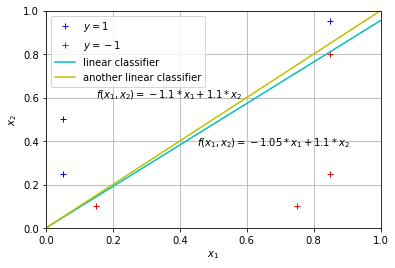 1.0
0.8
0.6
0.4
0.2
0.0
x₂
y = 1
y = −1
linear classifier
another linear classifier
f(x₁, x₂) = −1.1 * x₁ + 1.1 * x₂
f(x₁, x₂) = −1.05 * x₁ + 1.1 * x₂
0.0 0.2 0.4 0.6 0.8 1.0
x₁